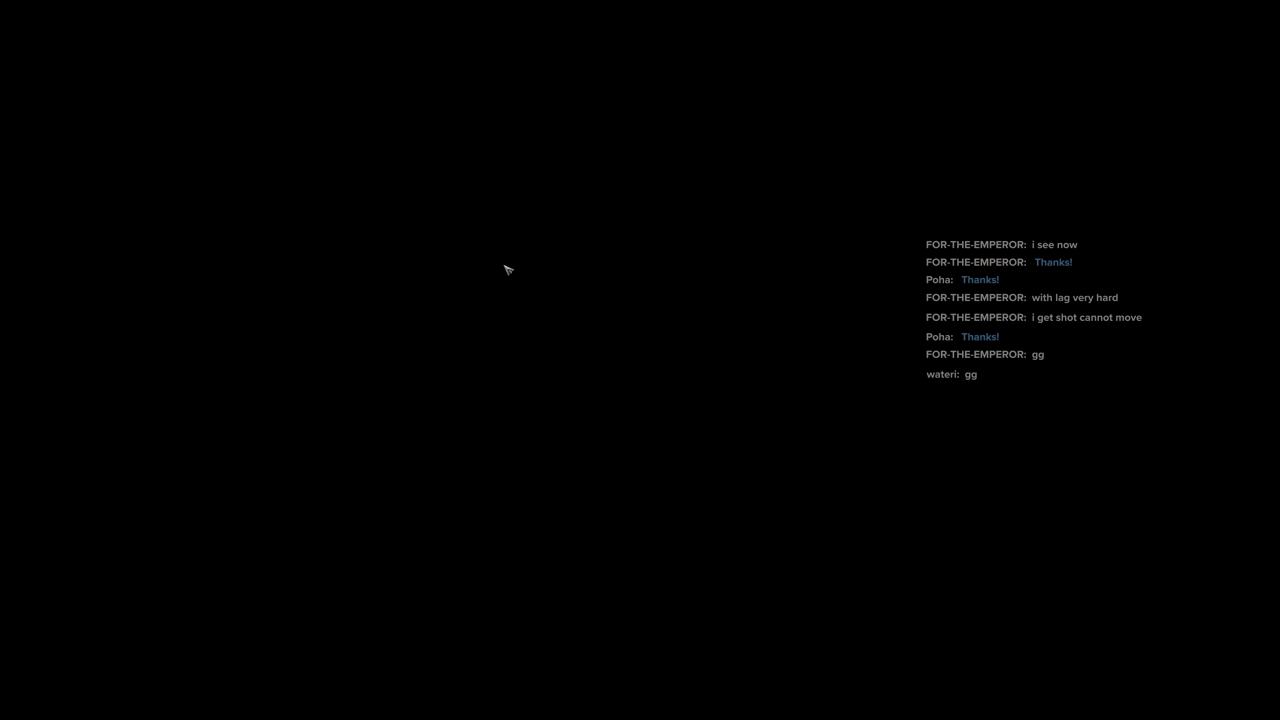 FOR-THE-EMPEROR: i see now
FOR-THE-EMPEROR: Thanks!
Poha: Thanks!
FOR-THE-EMPEROR: with lag very hard
FOR-THE-EMPEROR: i get shot cannot move
Poha: Thanks!
FOR-THE-EMPEROR: gg
wateri: gg